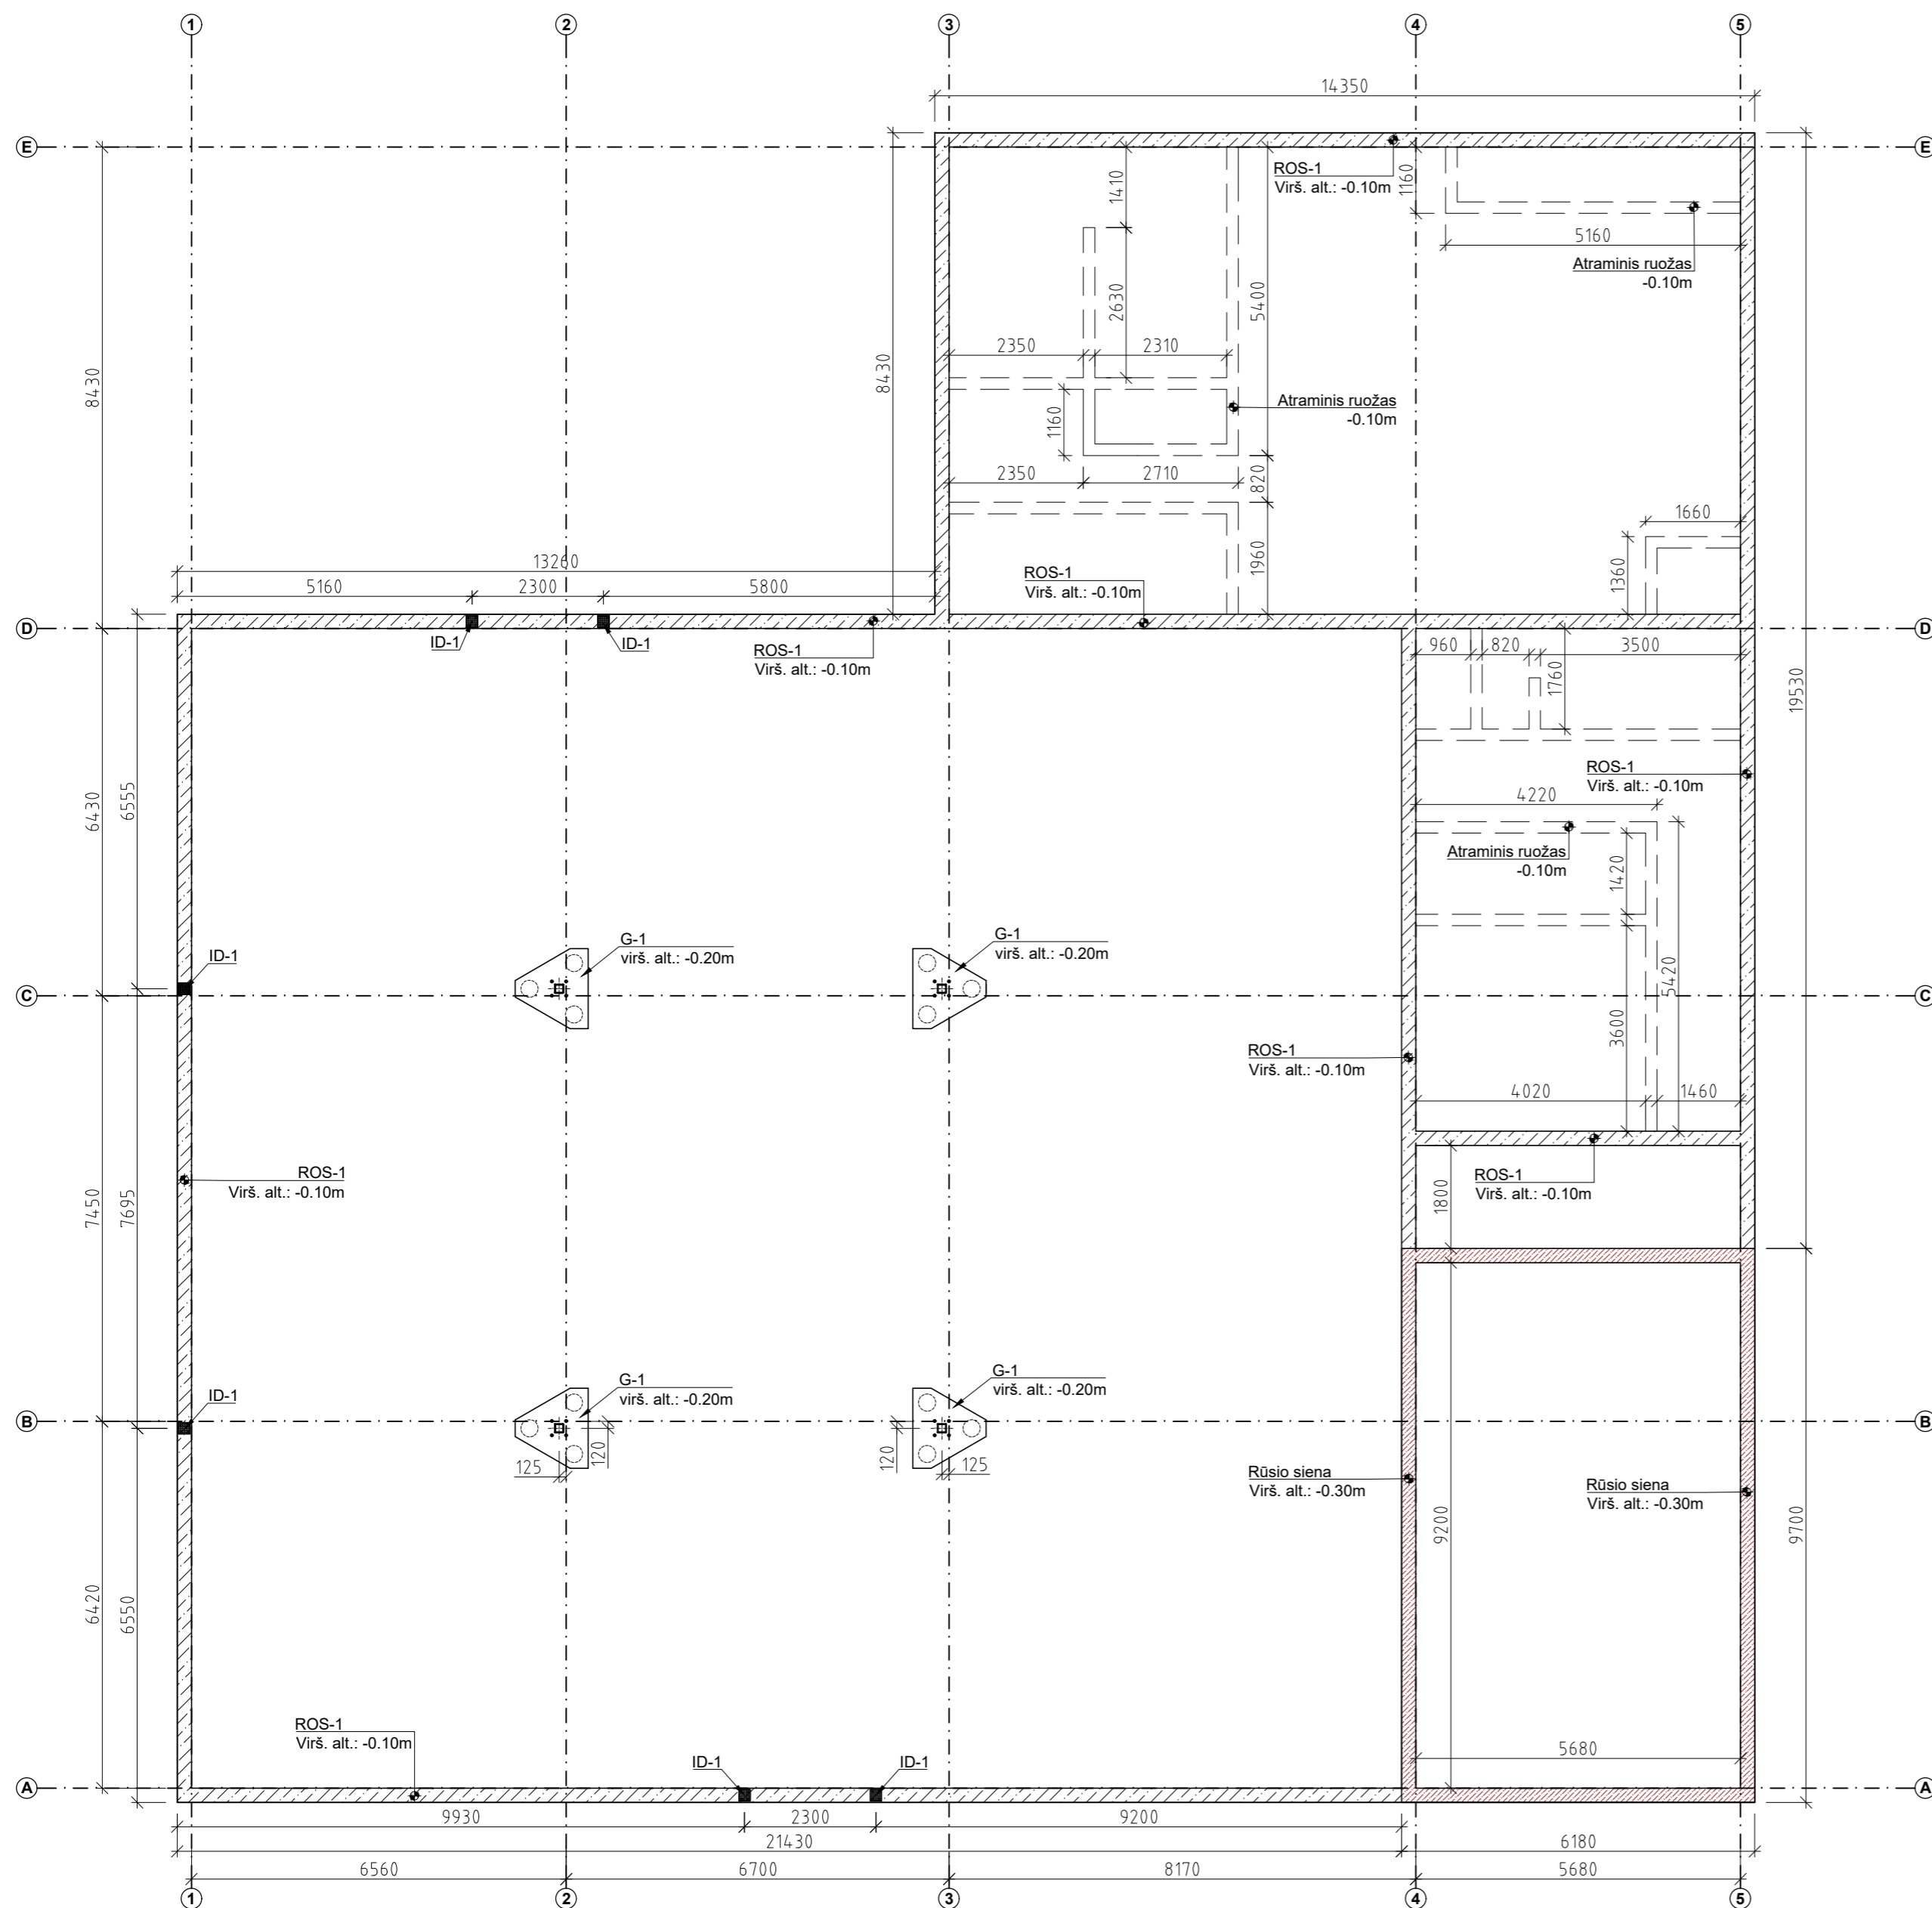 1 2 3 4 5
14350
E E
ROS-1
Virš. alt.: -0.10m
1410
1160
5160
Atraminis ruožas
-0.10m
2630
5400
8430
8430
2350 2310
Atraminis ruožas
-0.10m
1160
2350 2710
820
1660
1360
1960
13260
5160 2300 5800
ROS-1
Virš. alt.: -0.10m
D D
ID-1
ID-1
ROS-1
Virš. alt.: -0.10m
960 820 3500
1760
19530
ROS-1
Virš. alt.: -0.10m
6430
6555
4220
Atraminis ruožas
-0.10m
1420
5420
3600
ID-1
G-1
virš. alt.: -0.20m
G-1
virš. alt.: -0.20m
C C
ROS-1
Virš. alt.: -0.10m
4020 1460
ROS-1
Virš. alt.: -0.10m
ROS-1
Virš. alt.: -0.10m
7450
7695
1800
ID-1
G-1
virš. alt.: -0.20m
G-1
virš. alt.: -0.20m
B B
120
125
120
125
Rūsio siena
Virš. alt.: -0.30m
Rūsio siena
Virš. alt.: -0.30m
9200
9700
6420
6550
ROS-1
Virš. alt.: -0.10m
ID-1
ID-1
5680
A A
9930 2300 9200
21430 6180
6560 6700 8170 5680
1 2 3 4 5